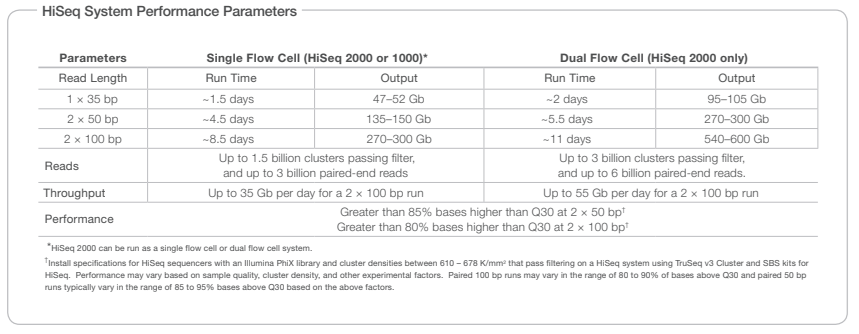 HiSeq System Performance Parameters
Parameters Single Flow Cell (HiSeq 2000 or 1000)* Dual Flow Cell (HiSeq 2000 only)
Read Length Run Time Output Run Time Output
1 × 35 bp ~1.5 days 47–52 Gb ~2 days 95–105 Gb
2 × 50 bp ~4.5 days 135–150 Gb ~5.5 days 270–300 Gb
2 × 100 bp ~8.5 days 270–300 Gb ~11 days 540–600 Gb
Reads Up to 1.5 billion clusters passing filter, Up to 3 billion clusters passing filter,
and up to 3 billion paired-end reads and up to 6 billion paired-end reads.
Throughput Up to 35 Gb per day for a 2 × 100 bp run Up to 55 Gb per day for a 2 × 100 bp run
Performance Greater than 85% bases higher than Q30 at 2 × 50 bp†
Greater than 80% bases higher than Q30 at 2 × 100 bp†
*HiSeq 2000 can be run as a single flow cell or dual flow cell system.
†Install specifications for HiSeq sequencers with an Illumina PhiX library and cluster densities between 610 – 678 K/mm² that pass filtering on a HiSeq system using TruSeq v3 Cluster and SBS kits for
HiSeq. Performance may vary based on sample quality, cluster density, and other experimental factors. Paired 100 bp runs may vary in the range of 80 to 90% of bases above Q30 and paired 50 bp
runs typically vary in the range of 85 to 95% bases above Q30 based on the above factors.